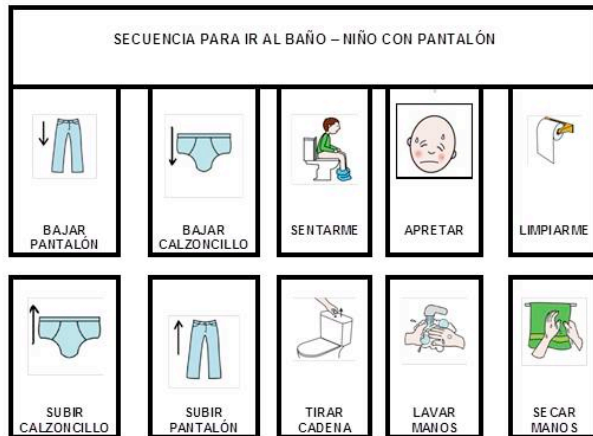 SECUENCIA PARA IR AL BAÑO – NIÑO CON PANTALÓN
BAJAR
PANTALÓN
BAJAR
CALZONCILLO
SENTARME
APRETAR
LIMPIARME
SUBIR
CALZONCILLO
SUBIR
PANTALÓN
TIRAR
CADENA
LAVAR
MANOS
SECAR
MANOS